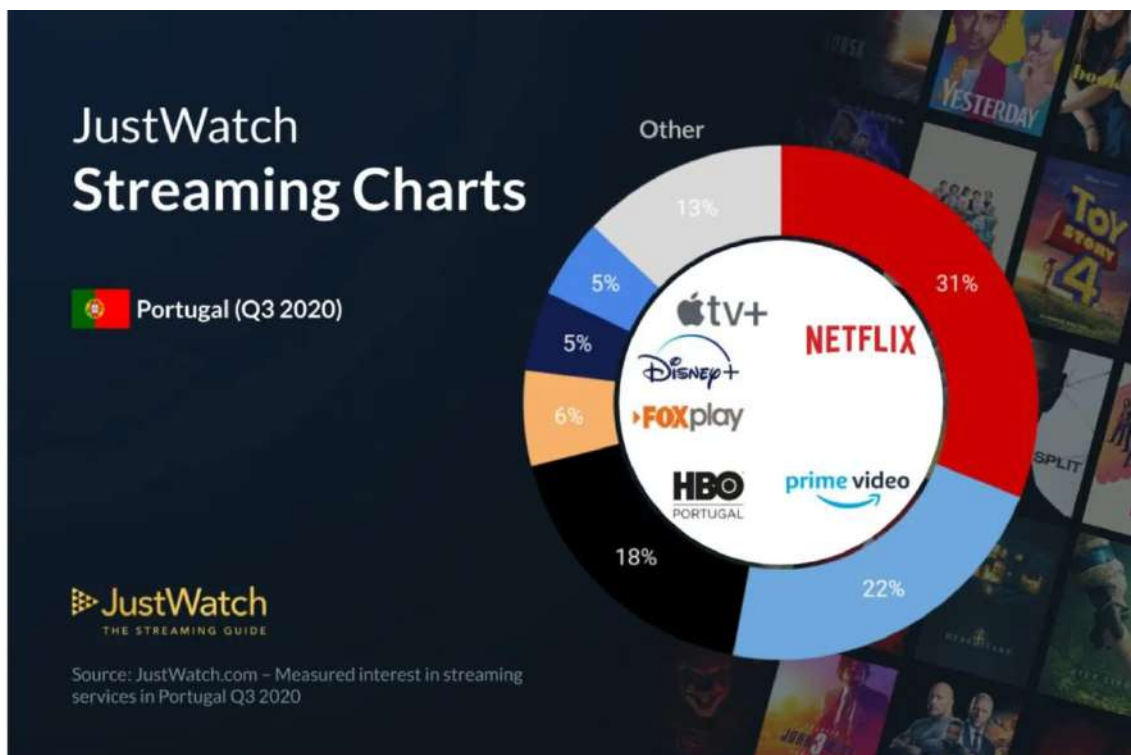 JustWatch
Streaming Charts
Portugal (Q3 2020)
Other
13%
31%
5%
5%
6%
18%
22%
tv+
NETFLIX
Disney+
FOXplay
HBO
PORTUGAL
prime video
JustWatch
THE STREAMING GUIDE
Source: JustWatch.com – Measured interest in streaming
services in Portugal Q3 2020
YESTERDAY
TOY
STORY
4
SPLIT